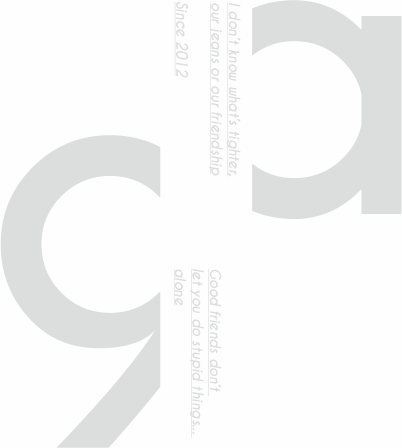 I don't know what's tighter,
our leans or our friendship
Since 2012
Good friends don't
let you do stupid things...
alone